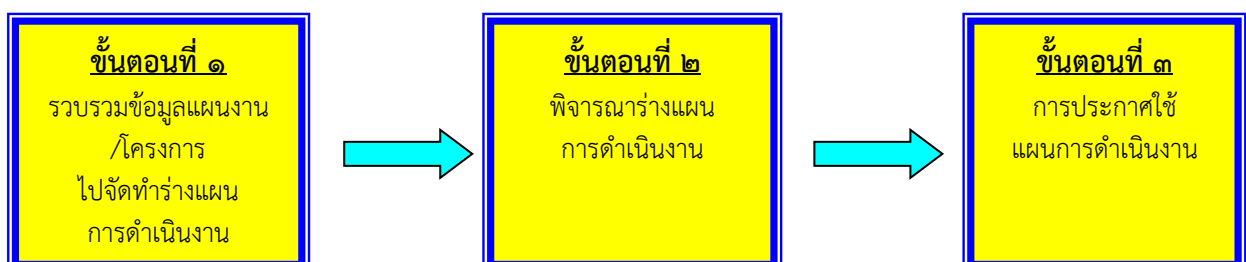 ขั้นตอนที่ ๑
รวบรวมข้อมูลแผนงาน
/โครงการ
ไปจัดทำร่างแผน
การดำเนินงาน
ขั้นตอนที่ ๒
พิจารณาร่างแผน
การดำเนินงาน
ขั้นตอนที่ ๓
การประกาศใช้
แผนการดำเนินงาน